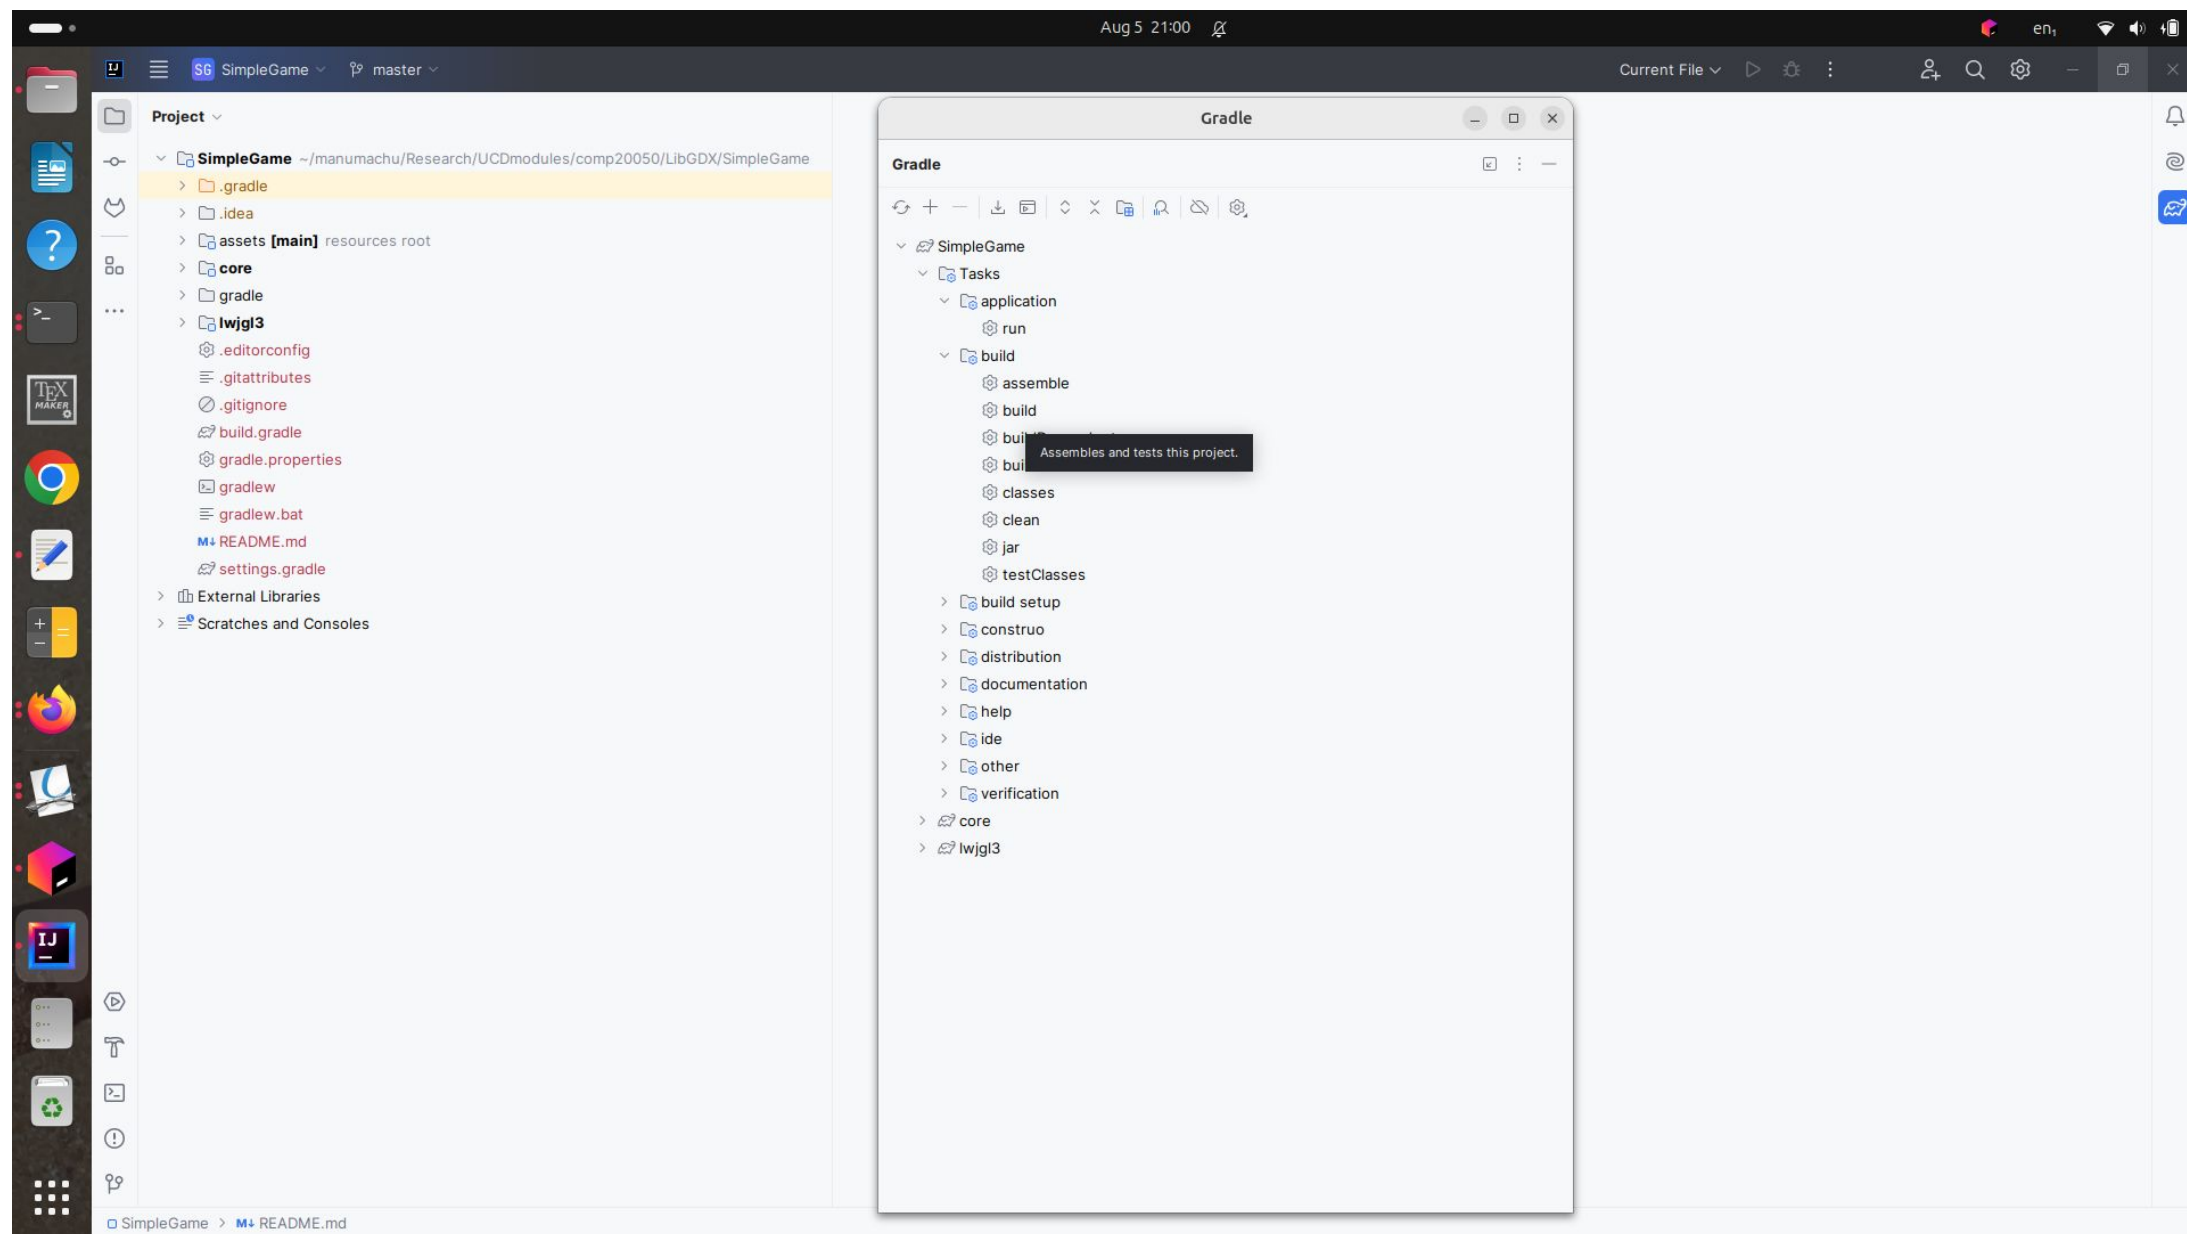 Aug 5 21:00
en₁
SG SimpleGame
master
Current File
Project
SimpleGame ~/manumachu/Research/UCDmodules/comp20050/LibGDX/SimpleGame
.gradle
.idea
assets [main] resources root
core
gradle
lwjgl3
.editorconfig
.gitattributes
.gitignore
build.gradle
gradle.properties
gradlew
gradlew.bat
M↓ README.md
settings.gradle
External Libraries
Scratches and Consoles
Gradle
Gradle
SimpleGame
Tasks
application
run
build
assemble
build
Assembles and tests this project.
classes
clean
jar
testClasses
build setup
construo
distribution
documentation
help
ide
other
verification
core
lwjgl3
TEX
MAKER
IJ
SimpleGame > M↓ README.md